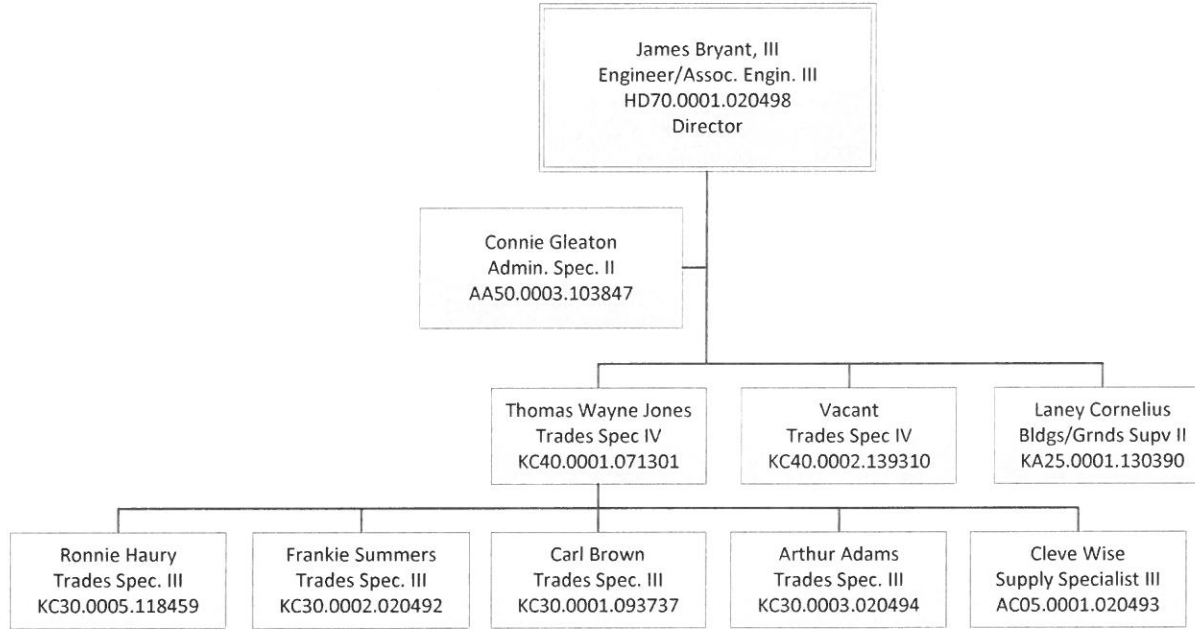 James Bryant, III
Engineer/Assoc. Engin. III
HD70.0001.020498
Director
Connie Gleaton
Admin. Spec. II
AA50.0003.103847
Thomas Wayne Jones
Trades Spec IV
KC40.0001.071301
Vacant
Trades Spec IV
KC40.0002.139310
Laney Cornelius
Bldgs/Grnds Supv II
KA25.0001.130390
Ronnie Haury
Trades Spec. III
KC30.0005.118459
Frankie Summers
Trades Spec. III
KC30.0002.020492
Carl Brown
Trades Spec. III
KC30.0001.093737
Arthur Adams
Trades Spec. III
KC30.0003.020494
Cleve Wise
Supply Specialist III
AC05.0001.020493